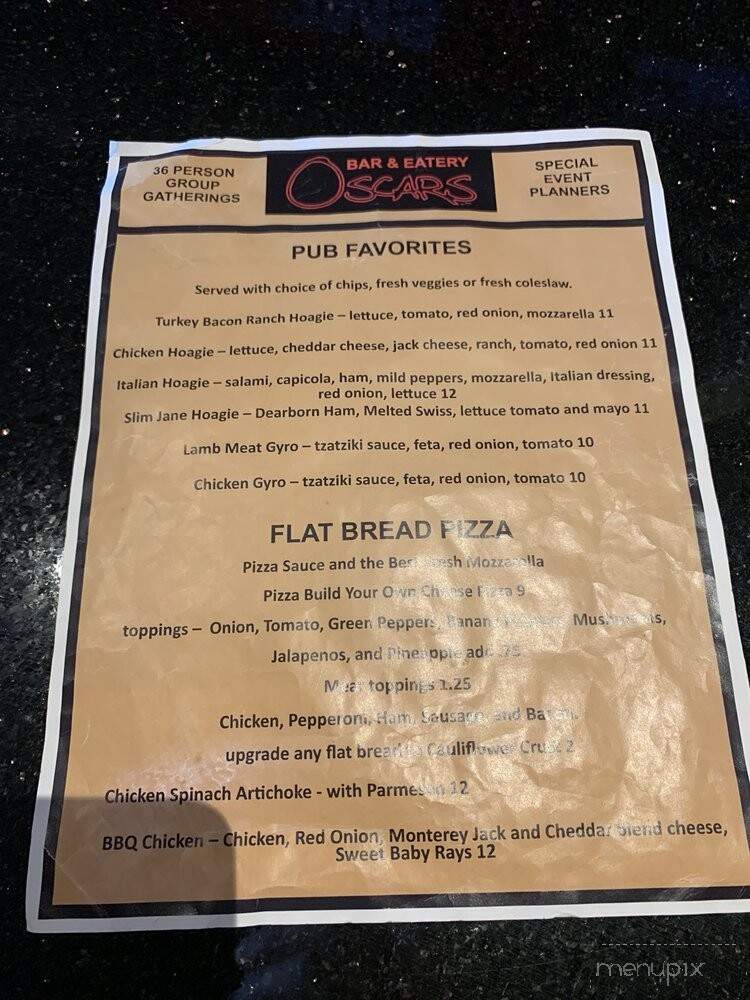 36 PERSON
GROUP
GATHERINGS
BAR & EATERY
OSCARS
SPECIAL
EVENT
PLANNERS
PUB FAVORITES
Served with choice of chips, fresh veggies or fresh coleslaw.
Turkey Bacon Ranch Hoagie – lettuce, tomato, red onion, mozzarella 11
Chicken Hoagie – lettuce, cheddar cheese, jack cheese, ranch, tomato, red onion 11
Italian Hoagie – salami, capicola, ham, mild peppers, mozzarella, Italian dressing,
red onion, lettuce 12
Slim Jane Hoagie – Dearborn Ham, Melted Swiss, lettuce tomato and mayo 11
Lamb Meat Gyro – tzatziki sauce, feta, red onion, tomato 10
Chicken Gyro – tzatziki sauce, feta, red onion, tomato 10
FLAT BREAD PIZZA
Pizza Sauce and the Best Fresh Mozzarella
Pizza Build Your Own Cheese Pizza 9
toppings – Onion, Tomato, Green Peppers, Banana Peppers, Mushrooms,
Jalapenos, and Pineapple add .75
Meat toppings 1.25
Chicken, Pepperoni, Ham, Sausage, and Bacon.
upgrade any flat bread to Cauliflower Crust 2
Chicken Spinach Artichoke - with Parmesan 12
BBQ Chicken – Chicken, Red Onion, Monterey Jack and Cheddar blend cheese,
Sweet Baby Rays 12
menupix